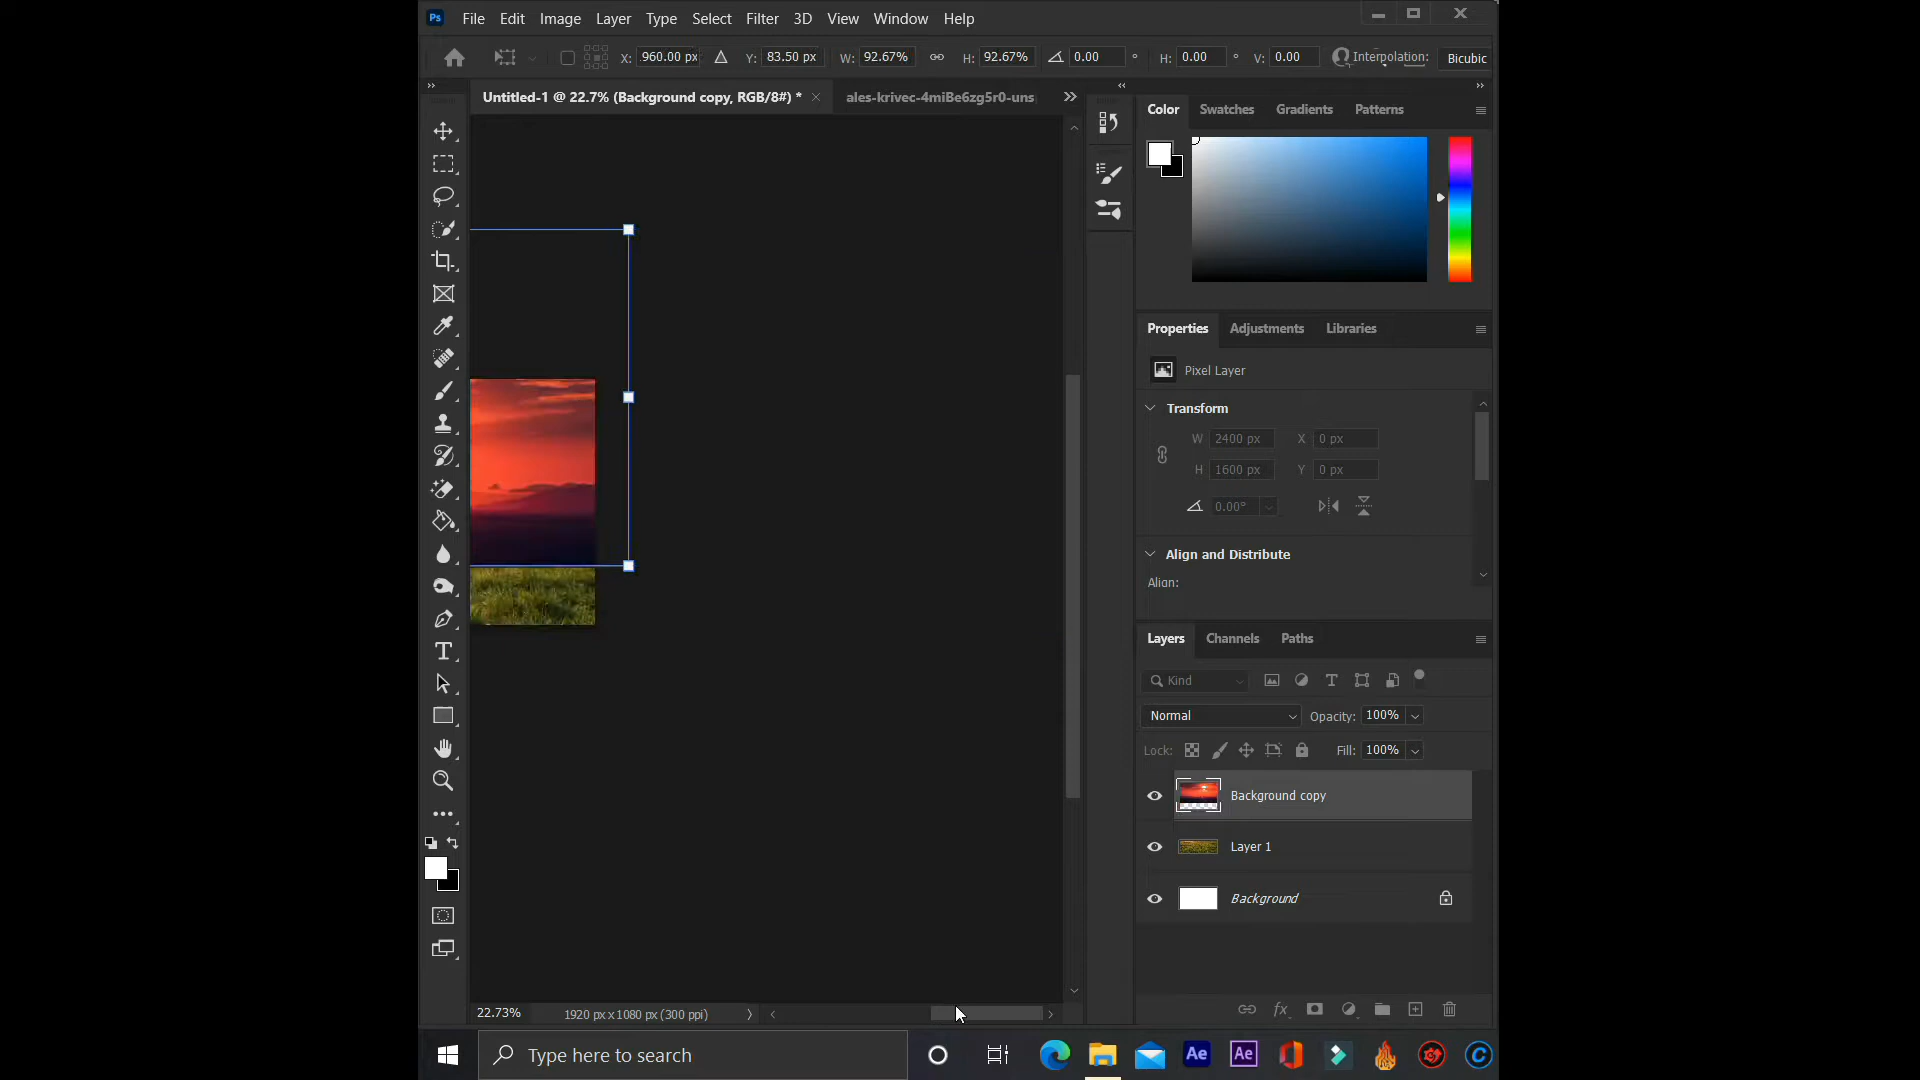 Ps File Edit Image Layer Type Select Filter 3D View Window Help
X: 960.00 px Y: 83.50 px W: 92.67% H: 92.67% 0.00 ° H: 0.00 ° V: 0.00 Interpolation: Bicubic
Untitled-1 @ 22.7% (Background copy, RGB/8#) * ales-krivec-4miBe6zg5r0-uns
Color Swatches Gradients Patterns
Properties Adjustments Libraries
Pixel Layer
Transform
W 2400 px X 0 px
H 1600 px Y 0 px
0.00°
Align and Distribute
Align:
Layers Channels Paths
Kind
Normal Opacity: 100%
Lock: Fill: 100%
Background copy
Layer 1
Background
fx
22.73% 1920 px x 1080 px (300 ppi)
Type here to search Ae Ae